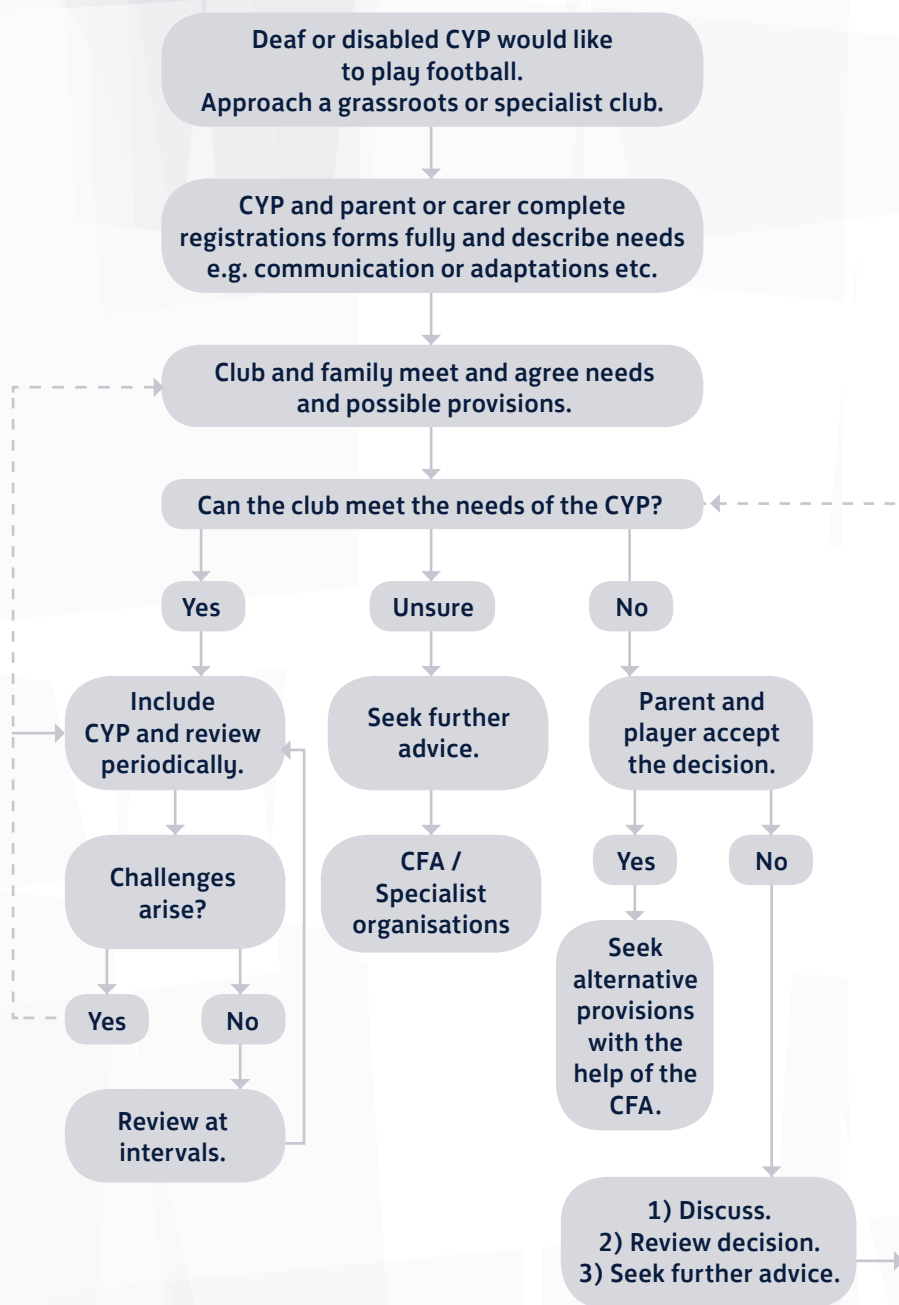 Deaf or disabled CYP would like
to play football.
Approach a grassroots or specialist club.
CYP and parent or carer complete
registrations forms fully and describe needs
e.g. communication or adaptations etc.
Club and family meet and agree needs
and possible provisions.
Can the club meet the needs of the CYP?
Yes
Unsure
No
Include
CYP and review
periodically.
Seek further
advice.
Parent and
player accept
the decision.
Challenges
arise?
CFA /
Specialist
organisations
Yes
No
Yes
No
Seek
alternative
provisions
with the
help of the
CFA.
Review at
intervals.
1) Discuss.
2) Review decision.
3) Seek further advice.